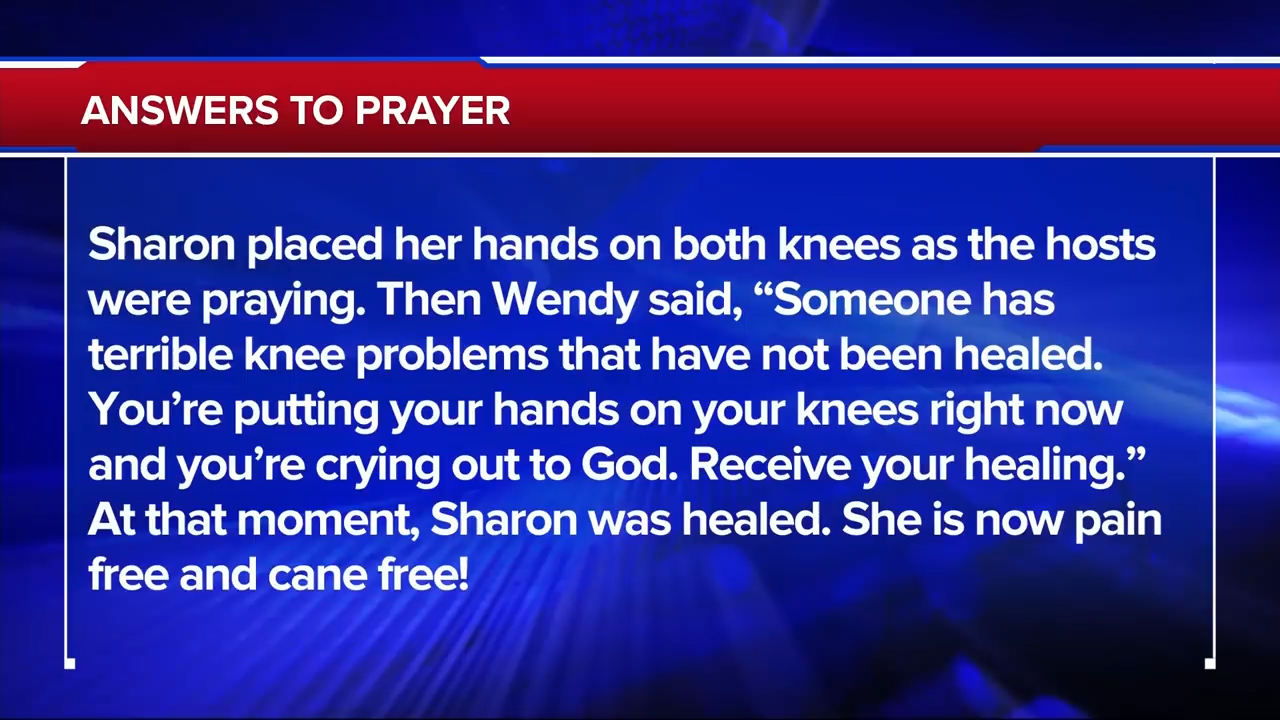 ANSWERS TO PRAYER
Sharon placed her hands on both knees as the hosts
were praying. Then Wendy said, “Someone has
terrible knee problems that have not been healed.
You’re putting your hands on your knees right now
and you’re crying out to God. Receive your healing.”
At that moment, Sharon was healed. She is now pain
free and cane free!